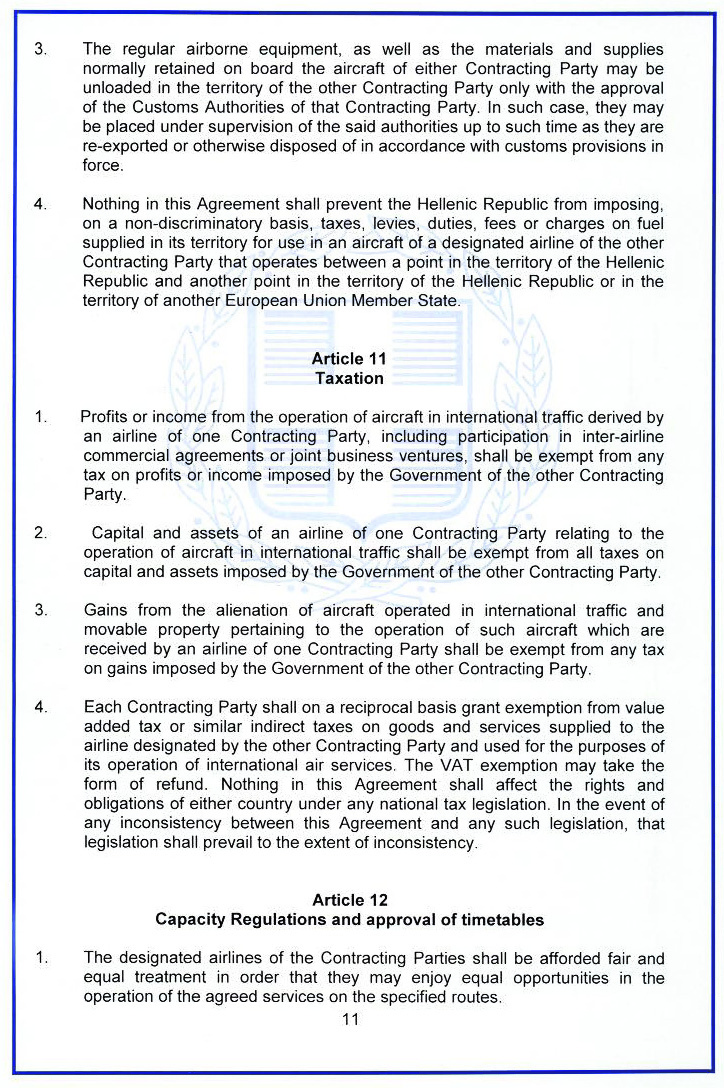 3. The regular airborne equipment, as well as the materials and supplies
normally retained on board the aircraft of either Contracting Party may be
unloaded in the territory of the other Contracting Party only with the approval
of the Customs Authorities of that Contracting Party. In such case, they may
be placed under supervision of the said authorities up to such time as they are
re-exported or otherwise disposed of in accordance with customs provisions in
force.
4. Nothing in this Agreement shall prevent the Hellenic Republic from imposing,
on a non-discriminatory basis, taxes, levies, duties, fees or charges on fuel
supplied in its territory for use in an aircraft of a designated airline of the other
Contracting Party that operates between a point in the territory of the Hellenic
Republic and another point in the territory of the Hellenic Republic or in the
territory of another European Union Member State.
Article 11
Taxation
1. Profits or income from the operation of aircraft in international traffic derived by
an airline of one Contracting Party, including participation in inter-airline
commercial agreements or joint business ventures, shall be exempt from any
tax on profits or income imposed by the Government of the other Contracting
Party.
2. Capital and assets of an airline of one Contracting Party relating to the
operation of aircraft in international traffic shall be exempt from all taxes on
capital and assets imposed by the Government of the other Contracting Party.
3. Gains from the alienation of aircraft operated in international traffic and
movable property pertaining to the operation of such aircraft which are
received by an airline of one Contracting Party shall be exempt from any tax
on gains imposed by the Government of the other Contracting Party.
4. Each Contracting Party shall on a reciprocal basis grant exemption from value
added tax or similar indirect taxes on goods and services supplied to the
airline designated by the other Contracting Party and used for the purposes of
its operation of international air services. The VAT exemption may take the
form of refund. Nothing in this Agreement shall affect the rights and
obligations of either country under any national tax legislation. In the event of
any inconsistency between this Agreement and any such legislation, that
legislation shall prevail to the extent of inconsistency.
Article 12
Capacity Regulations and approval of timetables
1. The designated airlines of the Contracting Parties shall be afforded fair and
equal treatment in order that they may enjoy equal opportunities in the
operation of the agreed services on the specified routes.
11